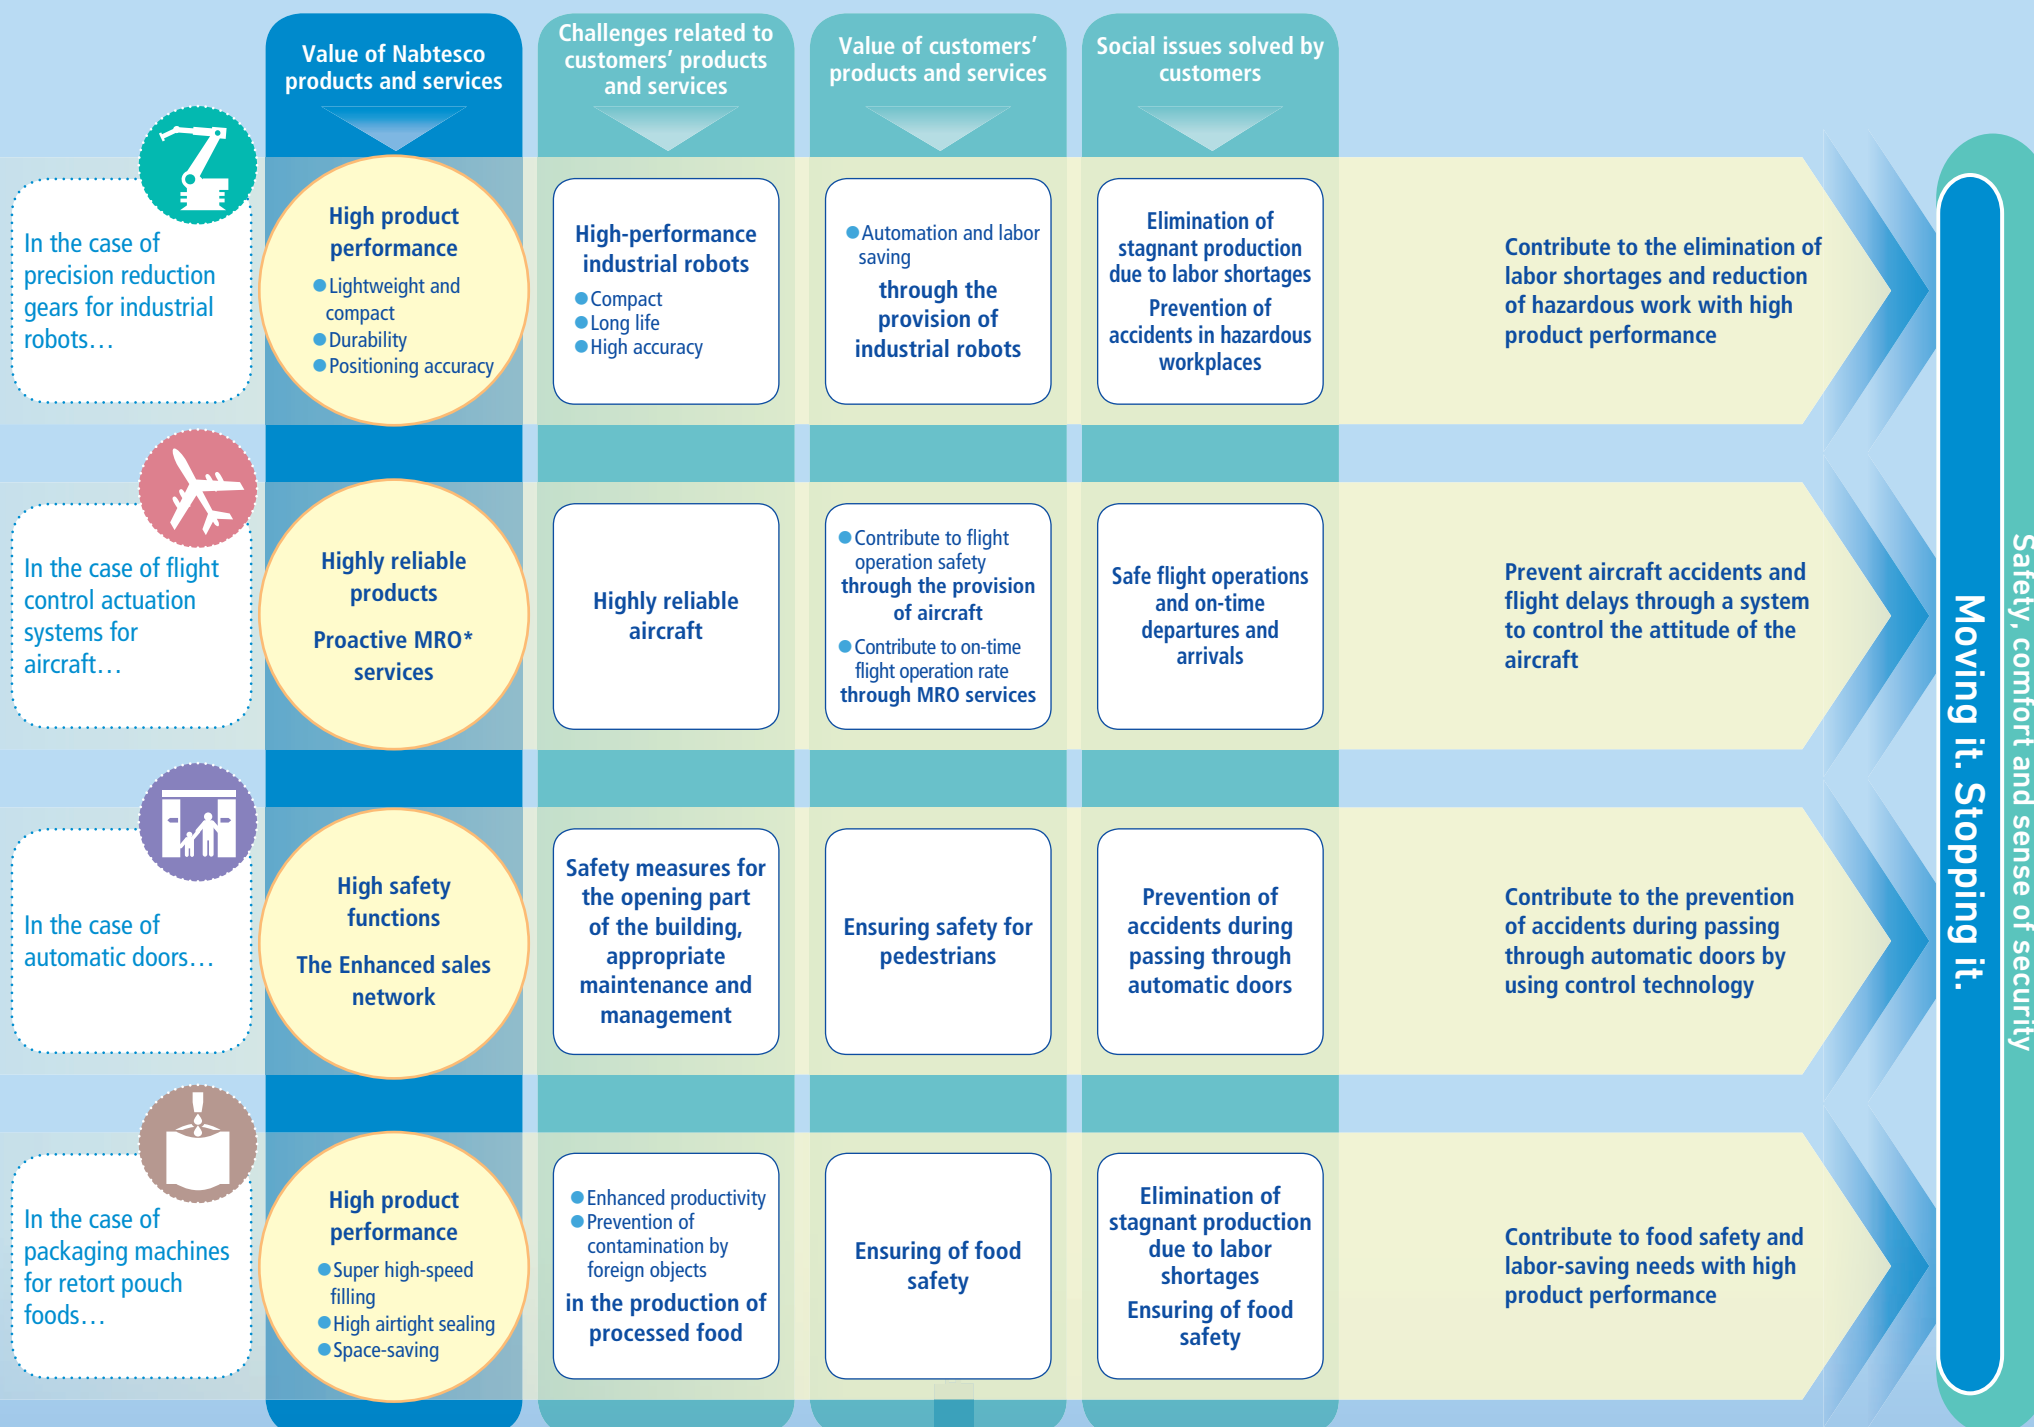 Value of Nabtesco
products and services
Challenges related to
customers’ products
and services
Value of customers’
products and services
Social issues solved by
customers
In the case of
precision reduction
gears for industrial
robots…
High product
performance
●Lightweight and
compact
●Durability
●Positioning accuracy
High-performance
industrial robots
●Compact
●Long life
●High accuracy
●Automation and labor
saving
through the
provision of
industrial robots
Elimination of
stagnant production
due to labor shortages
Prevention of
accidents in hazardous
workplaces
Contribute to the elimination of
labor shortages and reduction
of hazardous work with high
product performance
In the case of flight
control actuation
systems for
aircraft…
Highly reliable
products
Proactive MRO*
services
Highly reliable
aircraft
●Contribute to flight
operation safety
through the provision
of aircraft
●Contribute to on-time
flight operation rate
through MRO services
Safe flight operations
and on-time
departures and
arrivals
Prevent aircraft accidents and
flight delays through a system
to control the attitude of the
aircraft
In the case of
automatic doors…
High safety
functions
The Enhanced sales
network
Safety measures for
the opening part
of the building,
appropriate
maintenance and
management
Ensuring safety for
pedestrians
Prevention of
accidents during
passing through
automatic doors
Contribute to the prevention
of accidents during passing
through automatic doors by
using control technology
In the case of
packaging machines
for retort pouch
foods…
High product
performance
●Super high-speed
filling
●High airtight sealing
●Space-saving
●Enhanced productivity
●Prevention of
contamination by
foreign objects
in the production of
processed food
Ensuring of food
safety
Elimination of
stagnant production
due to labor
shortages
Ensuring of food
safety
Contribute to food safety and
labor-saving needs with high
product performance
Moving it. Stopping it.
Safety, comfort and sense of security